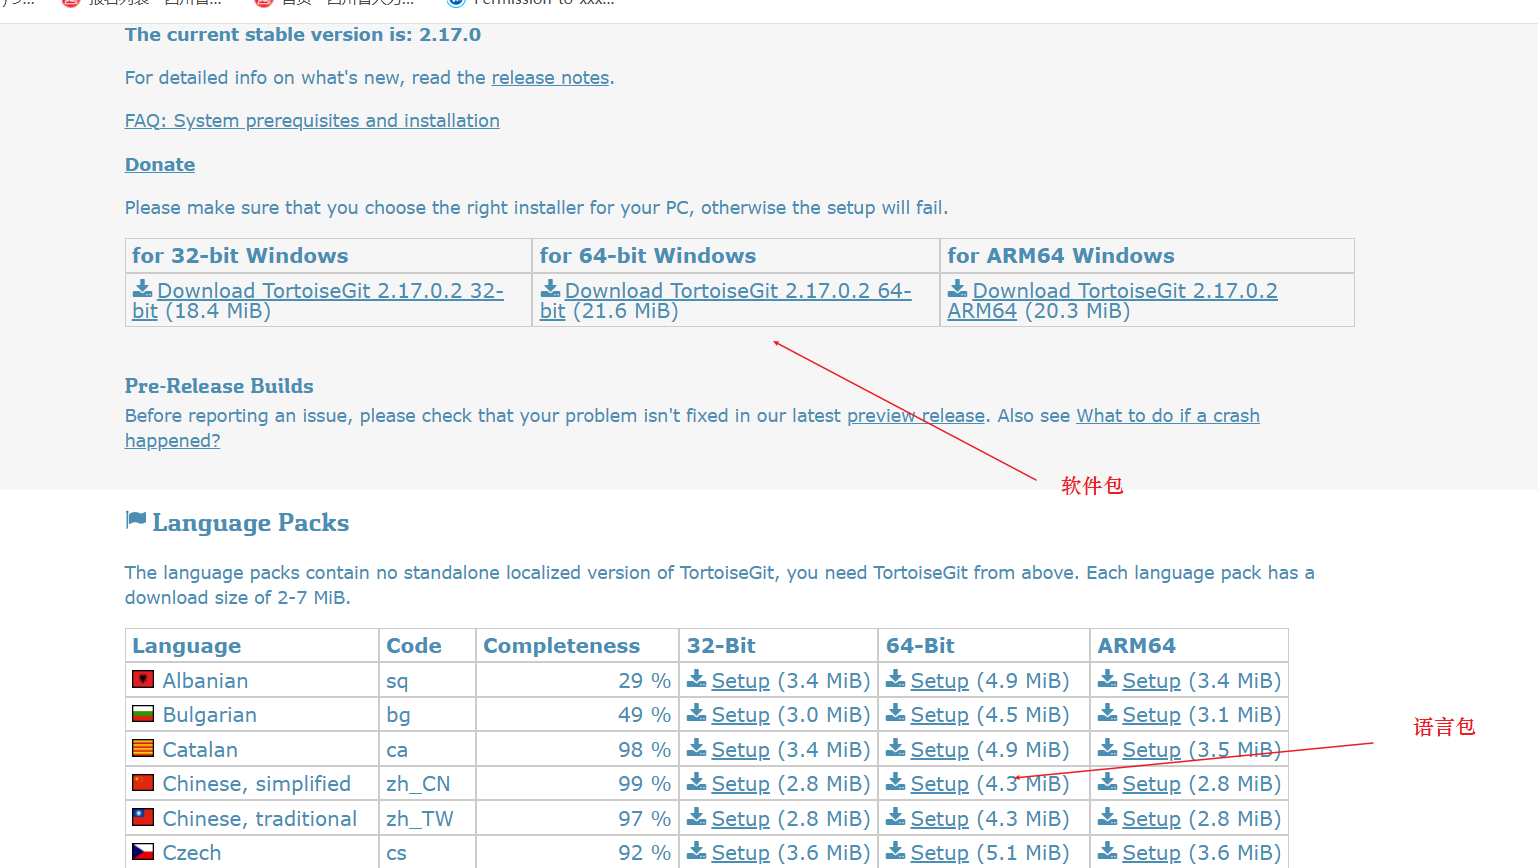 The current stable version is: 2.17.0
For detailed info on what's new, read the release notes.
FAQ: System prerequisites and installation
Donate
Please make sure that you choose the right installer for your PC, otherwise the setup will fail.
for 32-bit Windows for 64-bit Windows for ARM64 Windows
Download TortoiseGit 2.17.0.2 32- Download TortoiseGit 2.17.0.2 64- Download TortoiseGit 2.17.0.2
bit (18.4 MiB) bit (21.6 MiB) ARM64 (20.3 MiB)
Pre-Release Builds
Before reporting an issue, please check that your problem isn't fixed in our latest preview release. Also see What to do if a crash
happened?
软件包
Language Packs
The language packs contain no standalone localized version of TortoiseGit, you need TortoiseGit from above. Each language pack has a
download size of 2-7 MiB.
Language Code Completeness 32-Bit 64-Bit ARM64
Albanian sq 29 % Setup (3.4 MiB) Setup (4.9 MiB) Setup (3.4 MiB)
Bulgarian bg 49 % Setup (3.0 MiB) Setup (4.5 MiB) Setup (3.1 MiB)
语言包
Catalan ca 98 % Setup (3.4 MiB) Setup (4.9 MiB) Setup (3.5 MiB)
Chinese, simplified zh_CN 99 % Setup (2.8 MiB) Setup (4.3 MiB) Setup (2.8 MiB)
Chinese, traditional zh_TW 97 % Setup (2.8 MiB) Setup (4.3 MiB) Setup (2.8 MiB)
Czech cs 92 % Setup (3.6 MiB) Setup (5.1 MiB) Setup (3.6 MiB)